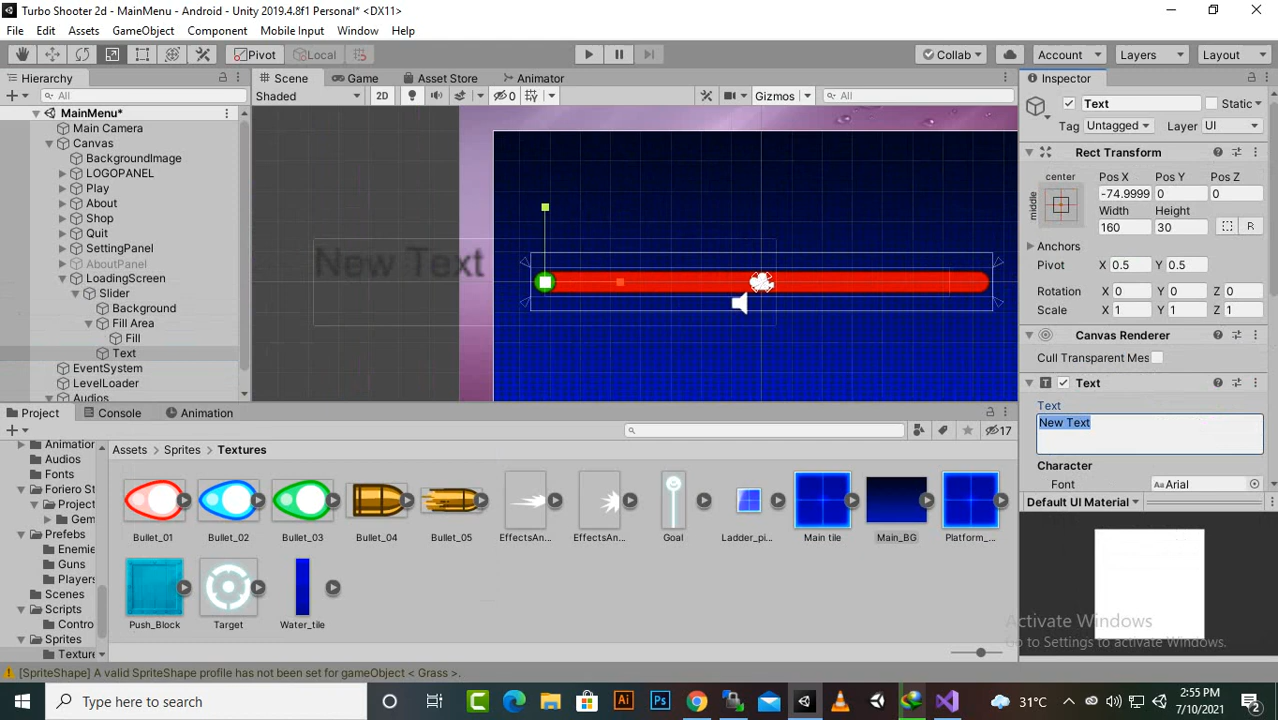 Turbo Shooter 2d - MainMenu - Android - Unity 2019.4.8f1 Personal* <DX11>
File Edit Assets GameObject Component Mobile Input Window Help
Pivot Local Collab Account Layers Layout
Hierarchy
All
MainMenu*
Main Camera
Canvas
BackgroundImage
LOGOPANEL
Play
About
Shop
Quit
SettingPanel
AboutPanel
LoadingScreen
Slider
Background
Fill Area
Fill
Text
EventSystem
LevelLoader
Audios
Scene Game Asset Store Animator
Shaded 2D 0 Gizmos All
New Text
Inspector
Text Static
Tag Untagged Layer UI
Rect Transform
center Pos X Pos Y Pos Z
middle -74.9999 0 0
Width Height
160 30 R
Anchors
Pivot X 0.5 Y 0.5
Rotation X 0 Y 0 Z 0
Scale X 1 Y 1 Z 1
Canvas Renderer
Cull Transparent Mes
Text
Text
New Text
Character
Font Arial
Default UI Material
Project Console Animation
17
Animation
Audios
Fonts
Foriero St
Project
Gem
Prefebs
Enemie
Guns
Players
Scenes
Scripts
Contro
Sprites
Texture
Assets Sprites Textures
Bullet_01 Bullet_02 Bullet_03 Bullet_04 Bullet_05 EffectsAn... EffectsAn... Goal Ladder_pi... Main tile Main_BG Platform_...
Push_Block Target Water_tile
Activate Windows
Go to Settings to activate Windows.
[SpriteShape] A valid SpriteShape profile has not been set for gameObject < Grass >.
Type here to search
31°C
2:55 PM
7/10/2021
2